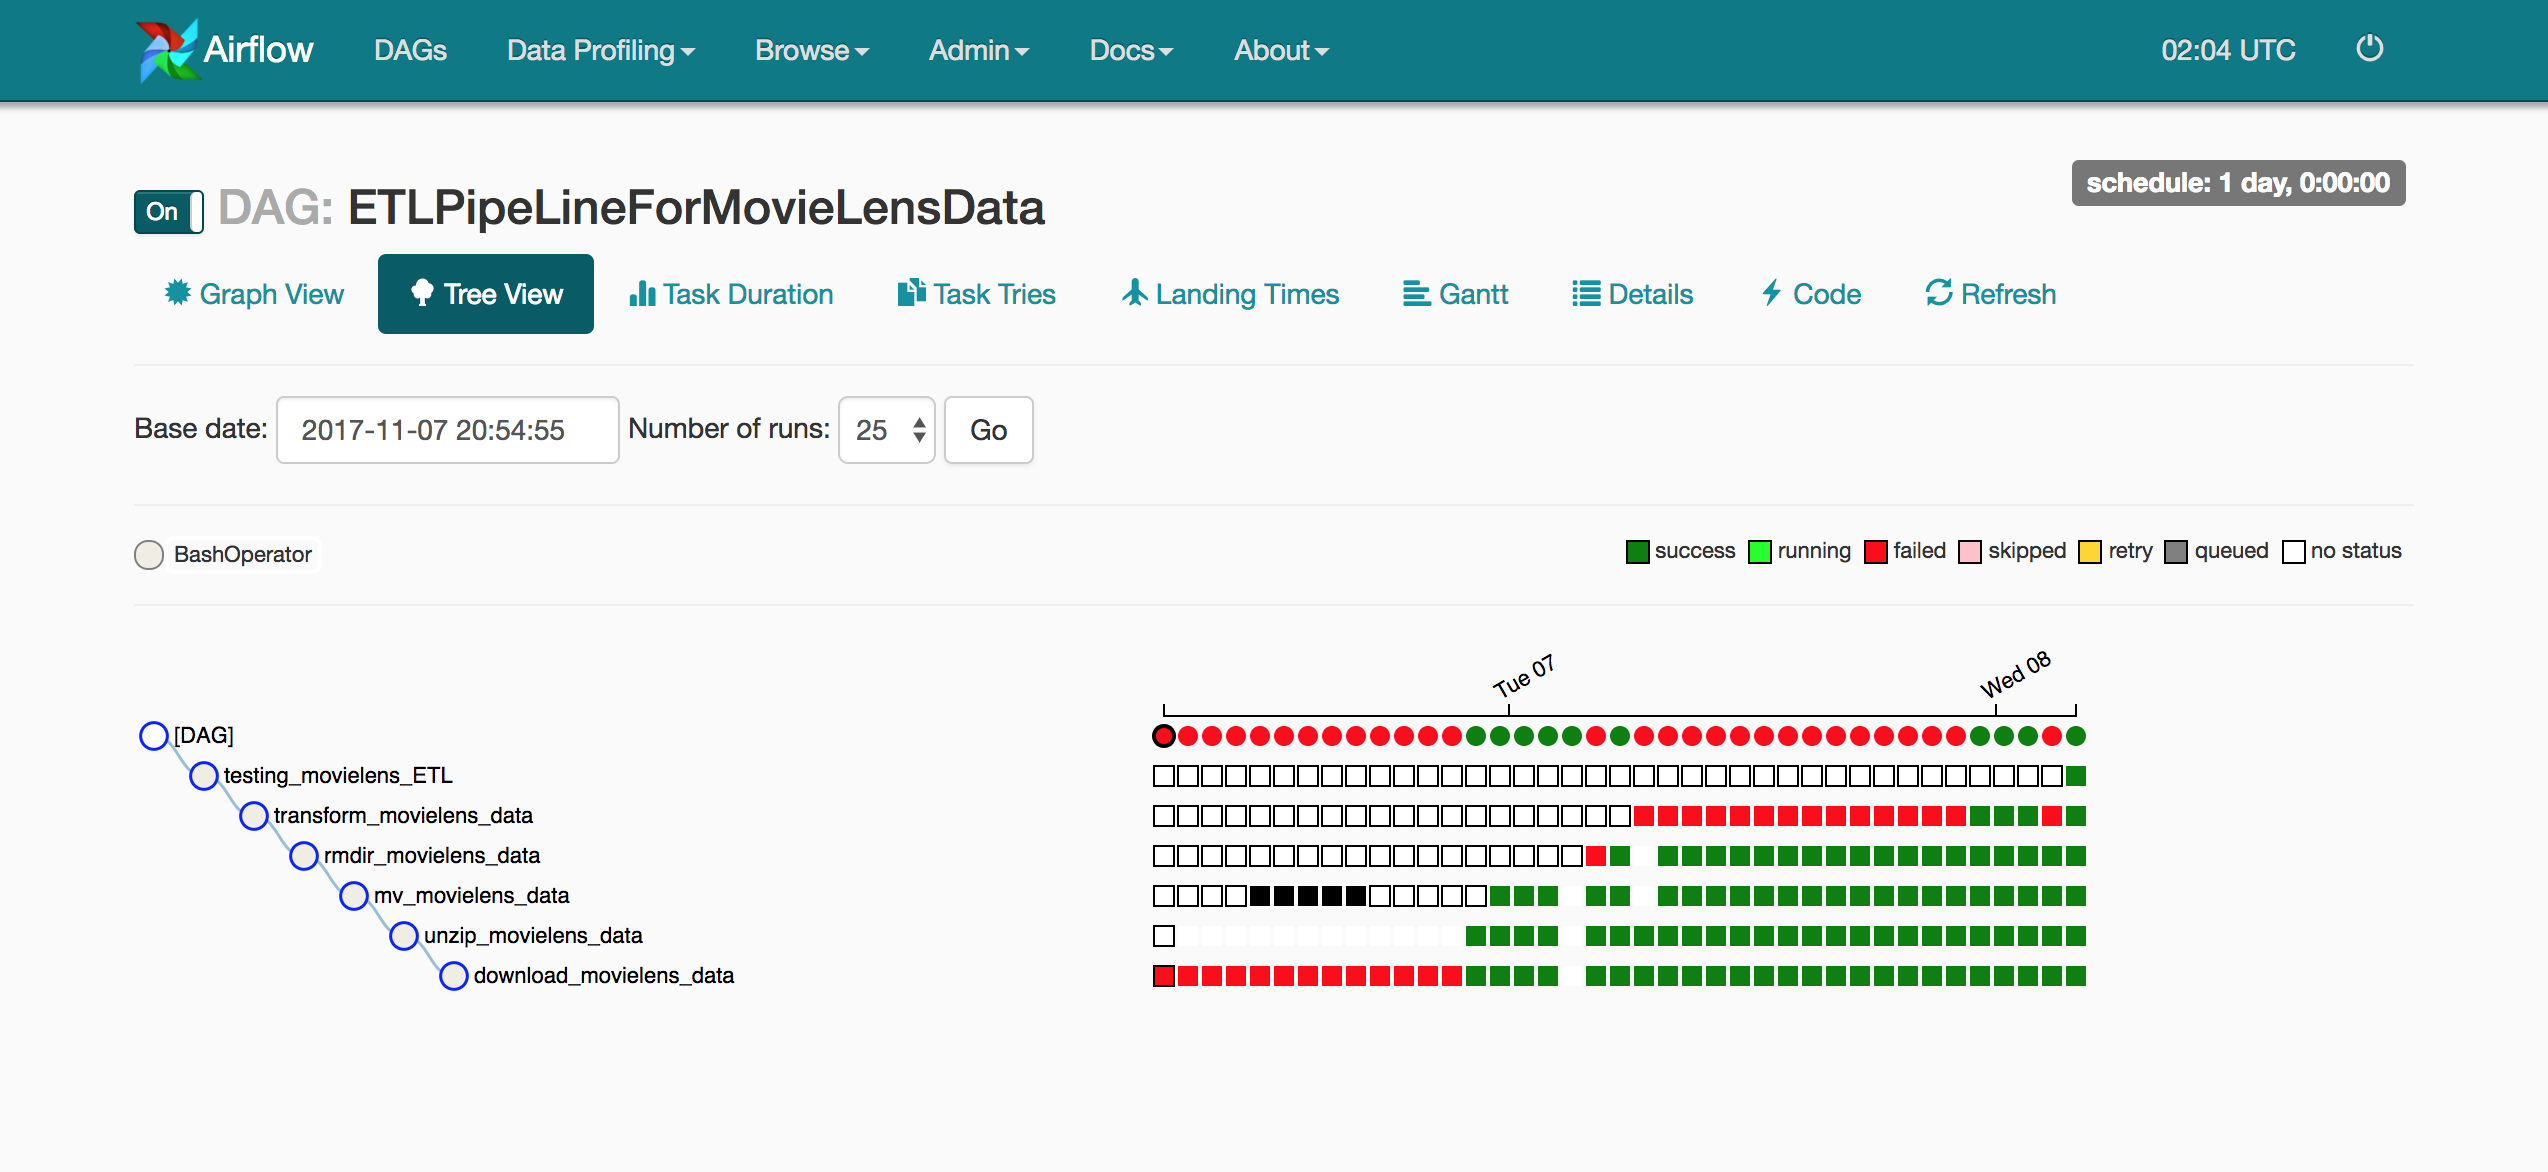 Airflow DAGs Data Profiling Browse Admin Docs About 02:04 UTC
schedule: 1 day, 0:00:00
On DAG: ETLPipeLineForMovieLensData
Graph View Tree View Task Duration Task Tries Landing Times Gantt Details Code Refresh
Base date: 2017-11-07 20:54:55 Number of runs: 25 Go
BashOperator success running failed skipped retry queued no status
Tue 07 Wed 08
[DAG]
testing_movielens_ETL
transform_movielens_data
rmdir_movielens_data
mv_movielens_data
unzip_movielens_data
download_movielens_data